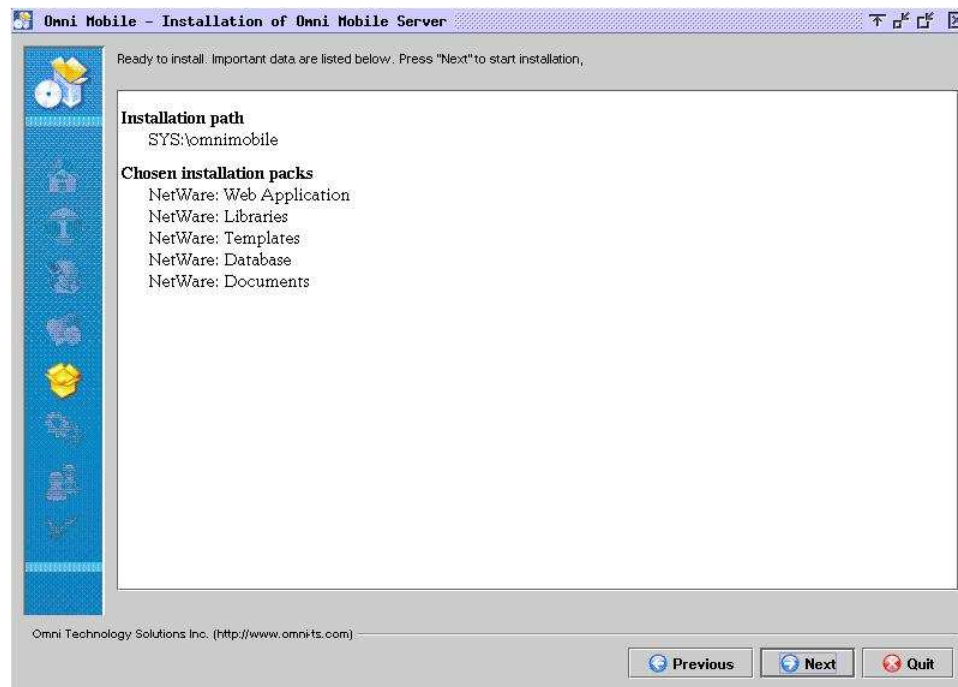 Omni Mobile - Installation of Omni Mobile Server
Ready to install. Important data are listed below. Press "Next" to start installation,
Installation path
SYS:\omnimobile
Chosen installation packs
NetWare: Web Application
NetWare: Libraries
NetWare: Templates
NetWare: Database
NetWare: Documents
Omni Technology Solutions Inc. (http://www.omni-ts.com)
Previous
Next
Quit